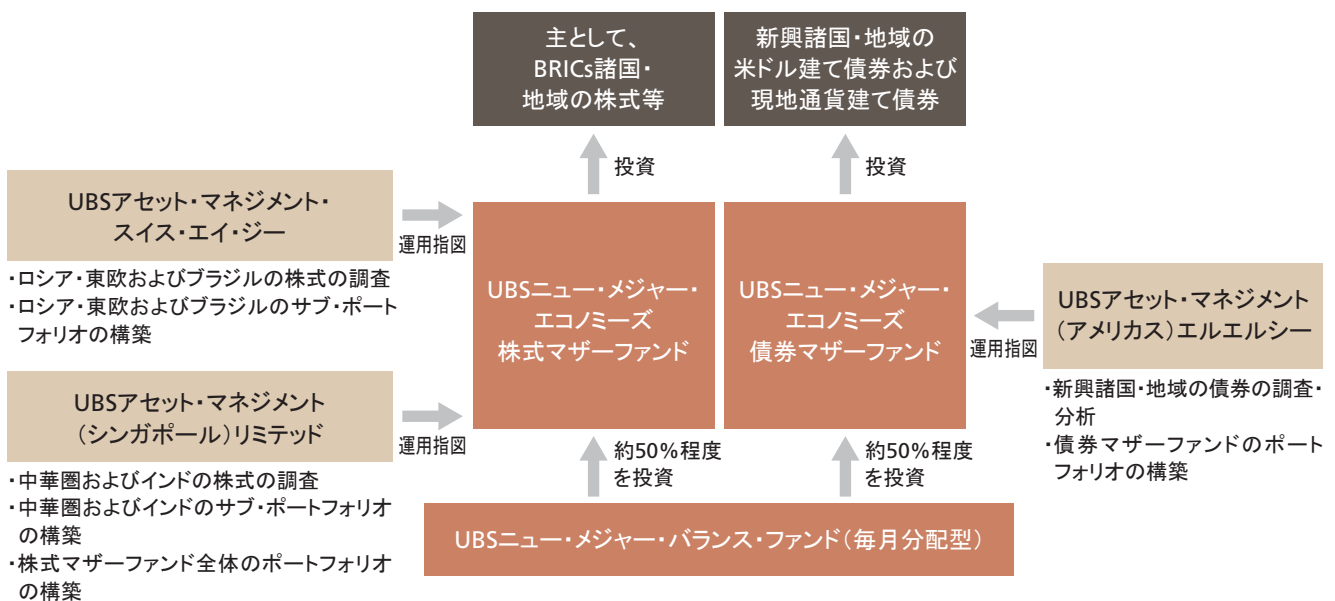 主として、
BRICs諸国・
地域の株式等
新興諸国・地域の
米ドル建て債券および
現地通貨建て債券
投資
投資
UBSアセット・マネジメント・
スイス・エイ・ジー
運用指図
・ロシア・東欧およびブラジルの株式の調査
・ロシア・東欧およびブラジルのサブ・ポート
フォリオの構築
UBSニュー・メジャー・
エコノミーズ
株式マザーファンド
UBSニュー・メジャー・
エコノミーズ
債券マザーファンド
運用指図
UBSアセット・マネジメント
（アメリカス）エルエルシー
・新興諸国・地域の債券の調査・
分析
・債券マザーファンドのポート
フォリオの構築
UBSアセット・マネジメント
（シンガポール）リミテッド
運用指図
・中華圏およびインドの株式の調査
・中華圏およびインドのサブ・ポートフォリオ
の構築
・株式マザーファンド全体のポートフォリオ
の構築
約50%程度
を投資
約50%程度
を投資
UBSニュー・メジャー・バランス・ファンド（毎月分配型）